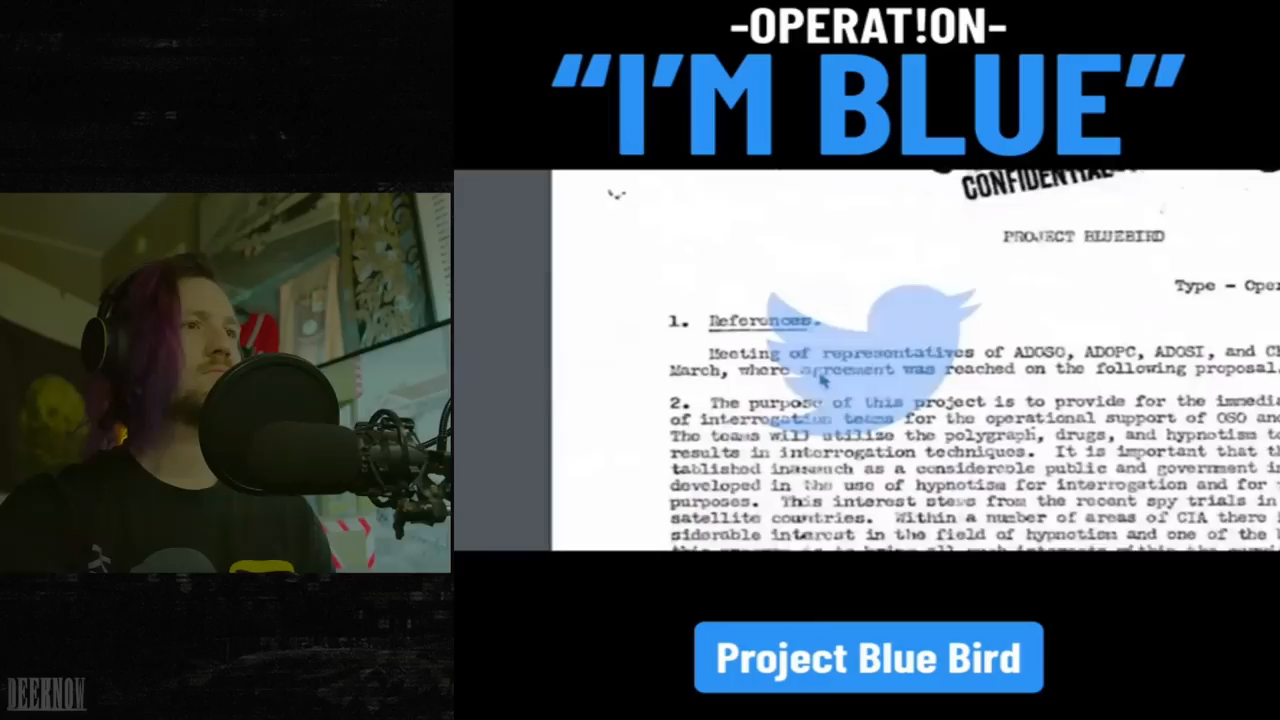 -OPERAT!ON-
“I’M BLUE”
CONFIDENTIAL
PROJECT BLUEBIRD
Type - Oper
1. References.
Meeting of representatives of ADOSO, ADOPC, ADOSI, and Ch
March, where agreement was reached on the following proposal.
2. The purpose of this project is to provide for the immedia
of interrogation teams for the operational support of OSO and
The teams will utilize the polygraph, drugs, and hypnotism to
results in interrogation techniques. It is important that th
tablished inasmuch as a considerable public and government in
developed in the use of hypnotism for interrogation and for
purposes. This interest stems from the recent spy trials in
satellite countries. Within a number of areas of CIA there
siderable interest in the field of hypnotism and one of the
Project Blue Bird
DEEKNOW